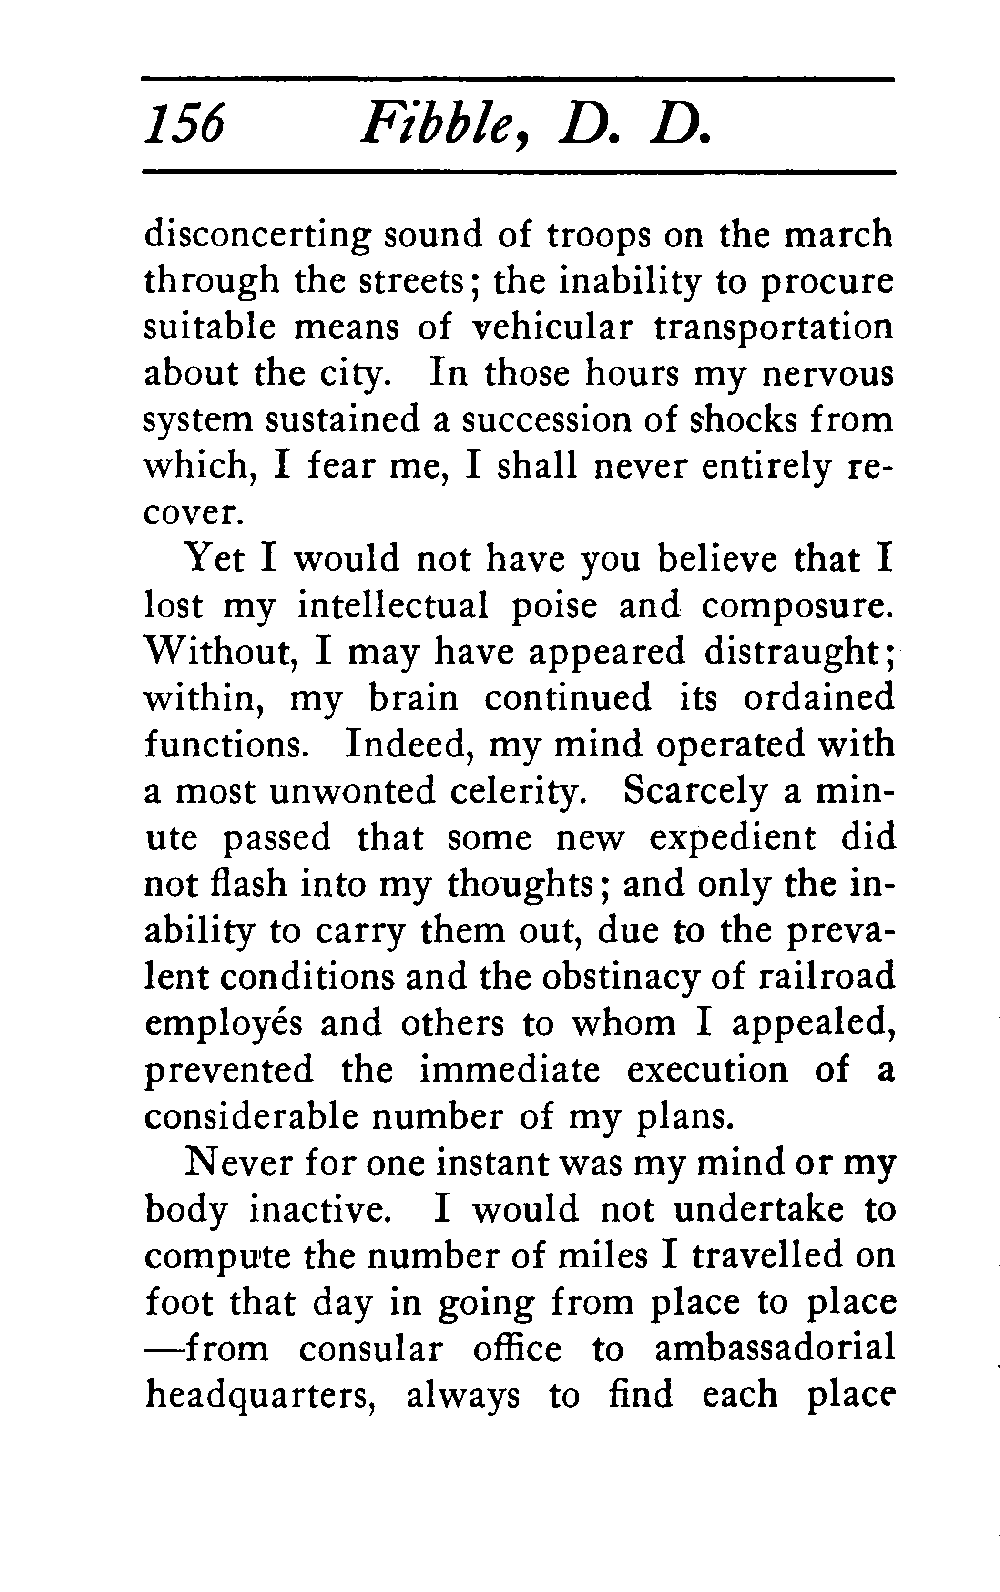 156 Fibble, D. D.
disconcerting sound of troops on the march
through the streets; the inability to procure
suitable means of vehicular transportation
about the city. In those hours my nervous
system sustained a succession of shocks from
which, I fear me, I shall never entirely re-
cover.
Yet I would not have you believe that I
lost my intellectual poise and composure.
Without, I may have appeared distraught;
within, my brain continued its ordained
functions. Indeed, my mind operated with
a most unwonted celerity. Scarcely a min-
ute passed that some new expedient did
not flash into my thoughts; and only the in-
ability to carry them out, due to the preva-
lent conditions and the obstinacy of railroad
employés and others to whom I appealed,
prevented the immediate execution of a
considerable number of my plans.
Never for one instant was my mind or my
body inactive. I would not undertake to
compute the number of miles I travelled on
foot that day in going from place to place
—from consular office to ambassadorial
headquarters, always to find each place